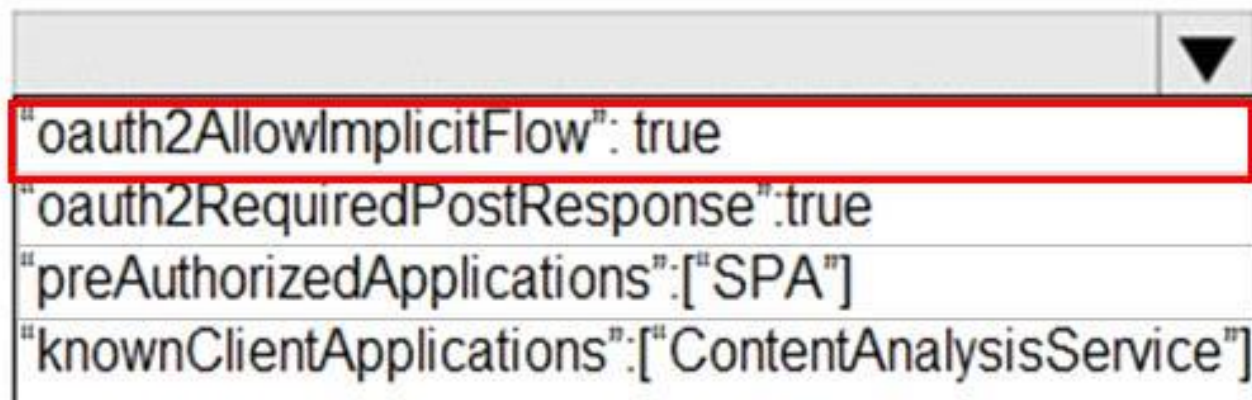 “oauth2AllowImplicitFlow”: true
“oauth2RequiredPostResponse”:true
“preAuthorizedApplications”:[“SPA”]
“knownClientApplications”:[“ContentAnalysisService”]